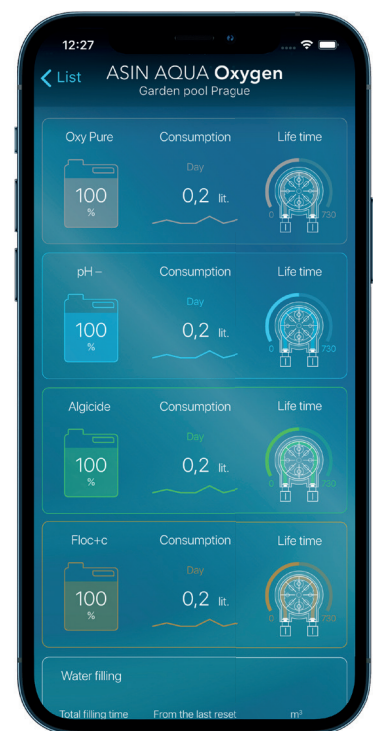 12:27
List
ASIN AQUA Oxygen
Garden pool Prague
Oxy Pure Consumption Life time
Day
100 %
0,2 lit.
0 730
pH – Consumption Life time
Day
100 %
0,2 lit.
0 730
Algicide Consumption Life time
Day
100 %
0,2 lit.
0 730
Floc+c Consumption Life time
Day
100 %
0,2 lit.
0 730
Water filling
Total filling time From the last reset m³